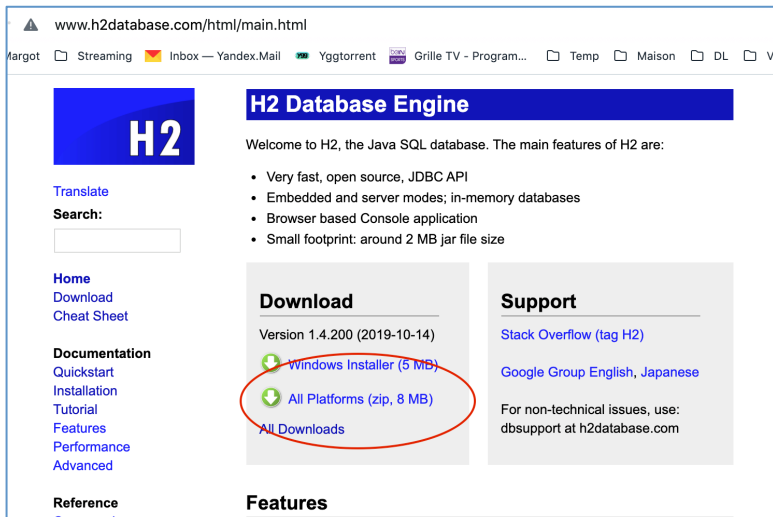 www.h2database.com/html/main.html
Margot Streaming Inbox — Yandex.Mail Yggtorrent Grille TV - Program... Temp Maison DL
H2
H2 Database Engine
Welcome to H2, the Java SQL database. The main features of H2 are:
• Very fast, open source, JDBC API
• Embedded and server modes; in-memory databases
• Browser based Console application
• Small footprint: around 2 MB jar file size
Translate
Search:
Home
Download
Cheat Sheet
Documentation
Quickstart
Installation
Tutorial
Features
Performance
Advanced
Reference
Download
Version 1.4.200 (2019-10-14)
Windows Installer (5 MB)
All Platforms (zip, 8 MB)
All Downloads
Support
Stack Overflow (tag H2)
Google Group English, Japanese
For non-technical issues, use:
dbsupport at h2database.com
Features